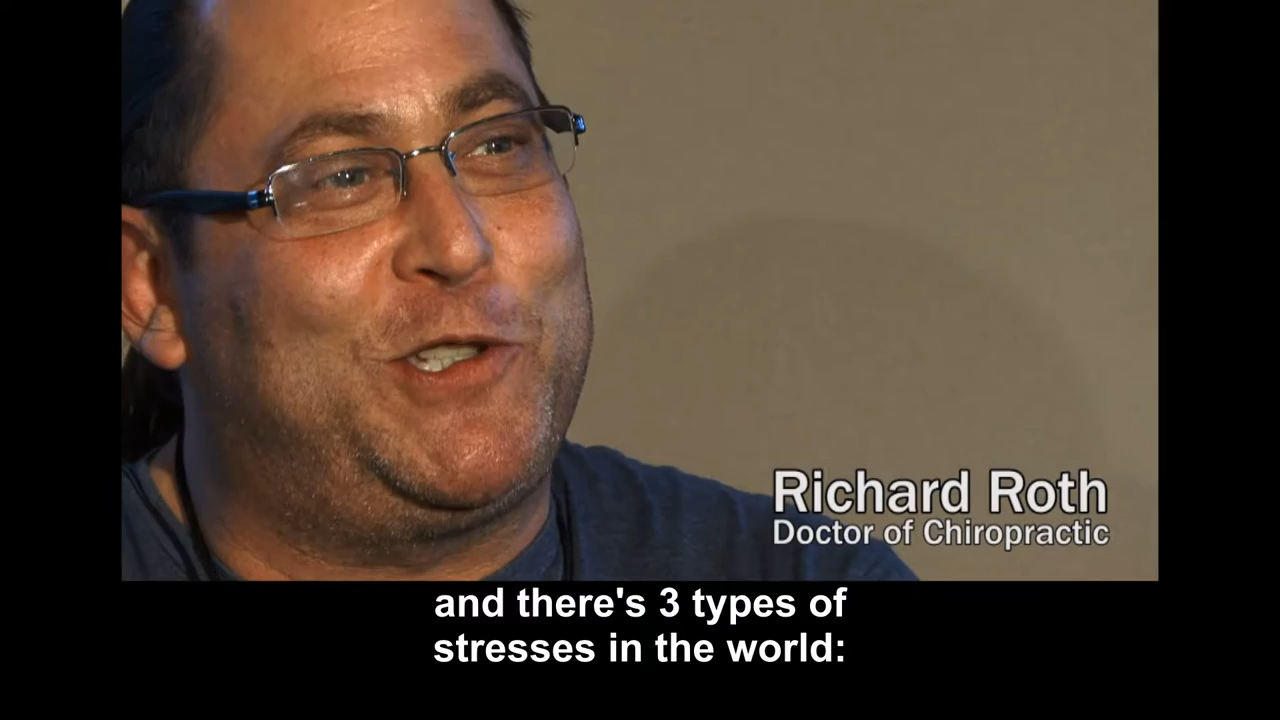 Richard Roth
Doctor of Chiropractic
and there's 3 types of
stresses in the world: